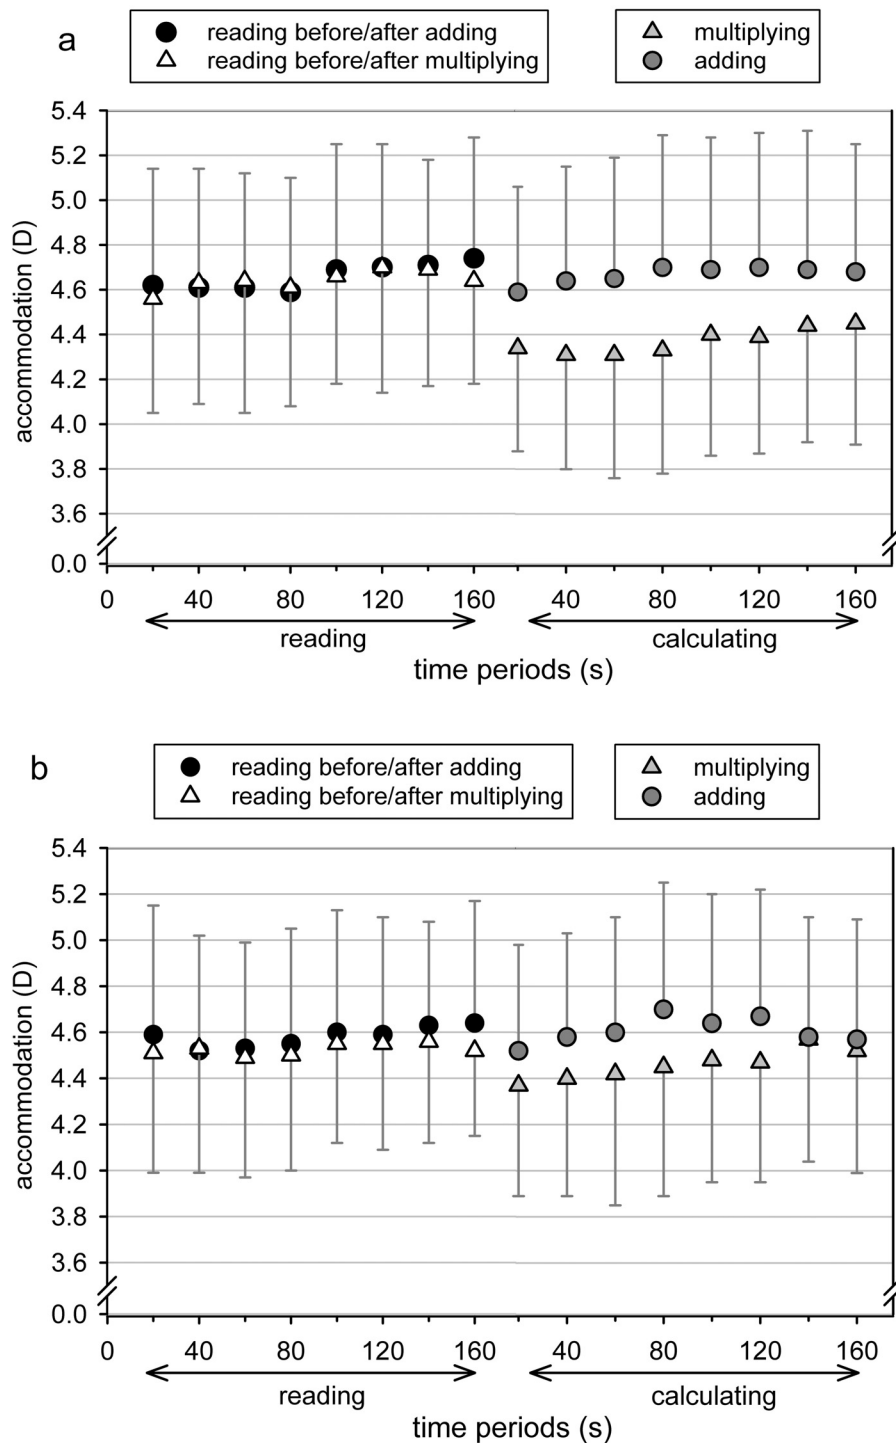 a
reading before/after adding
reading before/after multiplying
multiplying
adding
accommodation (D)
5.4
5.2
5.0
4.8
4.6
4.4
4.2
4.0
3.8
3.6
0.0
0 40 80 120 160 40 80 120 160
reading calculating
time periods (s)
b
reading before/after adding
reading before/after multiplying
multiplying
adding
accommodation (D)
5.4
5.2
5.0
4.8
4.6
4.4
4.2
4.0
3.8
3.6
0.0
0 40 80 120 160 40 80 120 160
reading calculating
time periods (s)